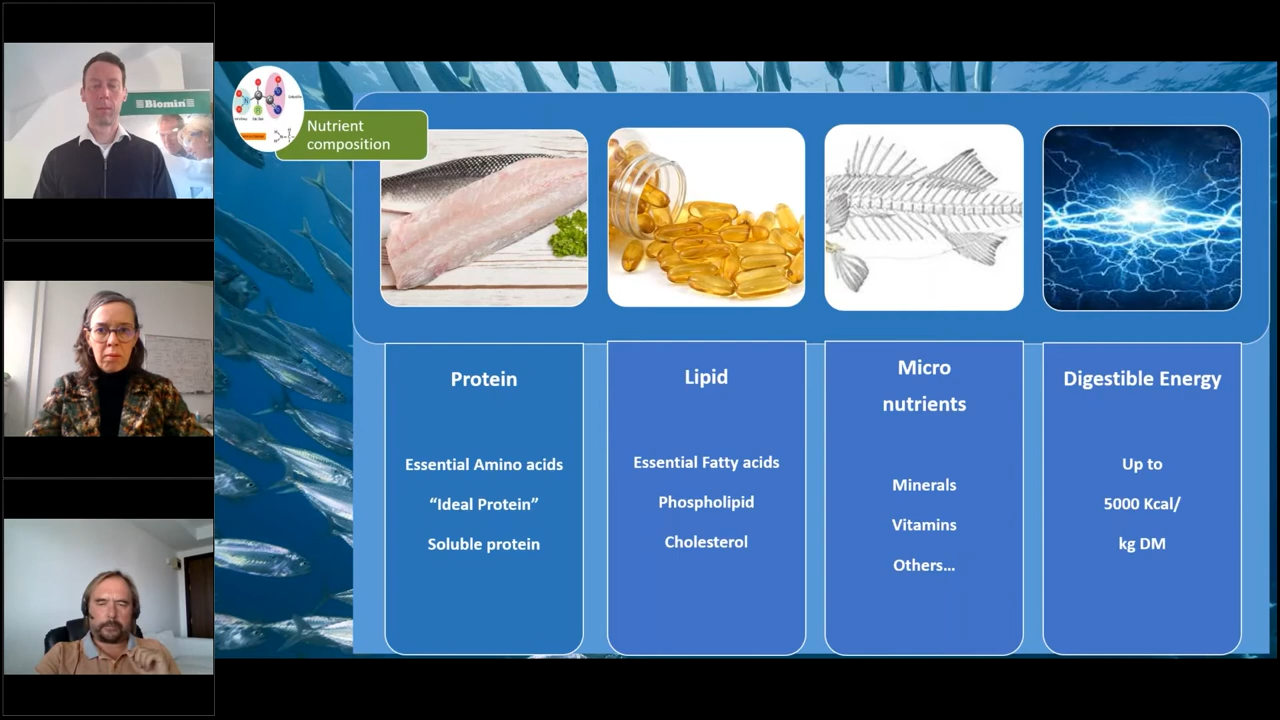 Biomin
Nutrient
composition
Protein
Essential Amino acids
“Ideal Protein”
Soluble protein
Lipid
Essential Fatty acids
Phospholipid
Cholesterol
Micro
nutrients
Minerals
Vitamins
Others...
Digestible Energy
Up to
5000 Kcal/
kg DM